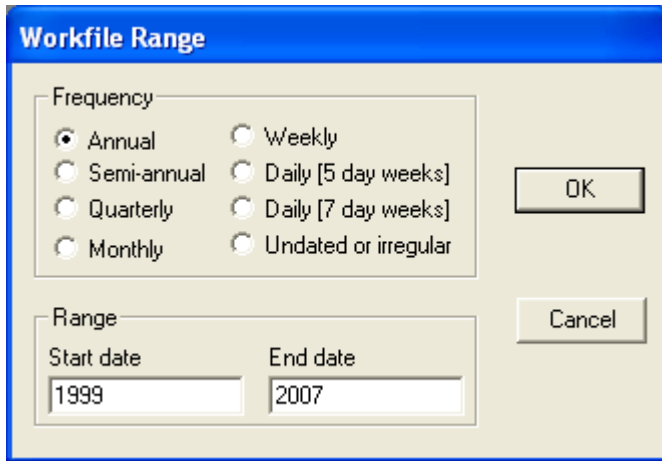 Workfile Range
Frequency
Annual
Semi-annual
Quarterly
Monthly
Weekly
Daily [5 day weeks]
Daily [7 day weeks]
Undated or irregular
Range
Start date
1999
End date
2007
OK
Cancel